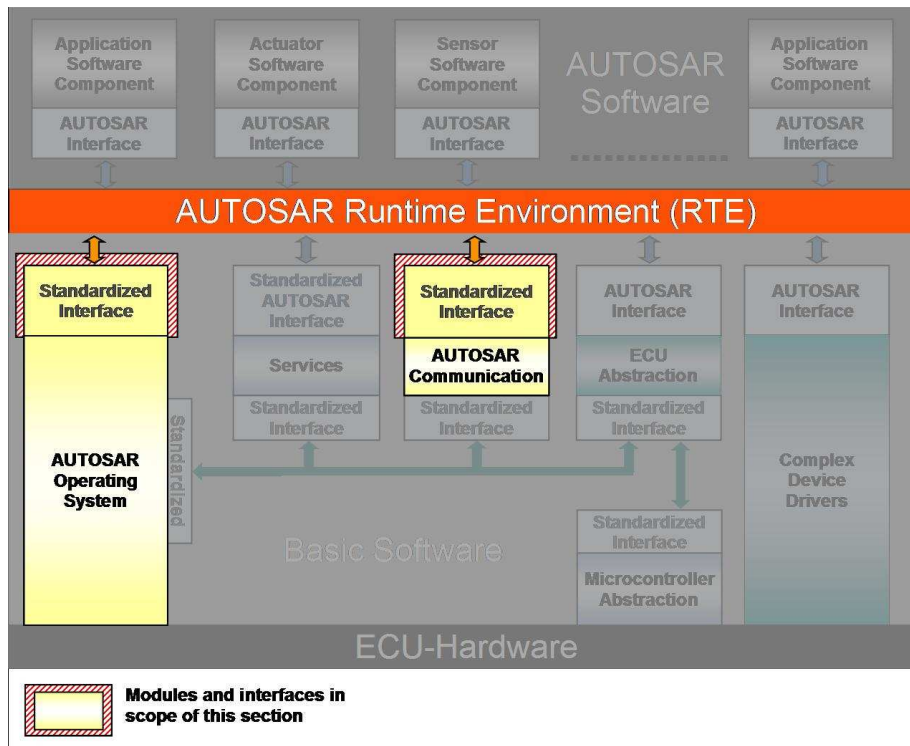 Application
Software
Component
AUTOSAR
Interface
Actuator
Software
Component
AUTOSAR
Interface
Sensor
Software
Component
AUTOSAR
Interface
AUTOSAR
Software
Application
Software
Component
AUTOSAR
Interface
AUTOSAR Runtime Environment (RTE)
Standardized
Interface
AUTOSAR
Operating
System
Standardized
Standardized
AUTOSAR
Interface
Services
Standardized
Interface
Standardized
Interface
AUTOSAR
Communication
Standardized
Interface
AUTOSAR
Interface
ECU
Abstraction
Standardized
Interface
Standardized
Interface
Microcontroller
Abstraction
AUTOSAR
Interface
Complex
Device
Drivers
Basic Software
ECU-Hardware
Modules and interfaces in
scope of this section